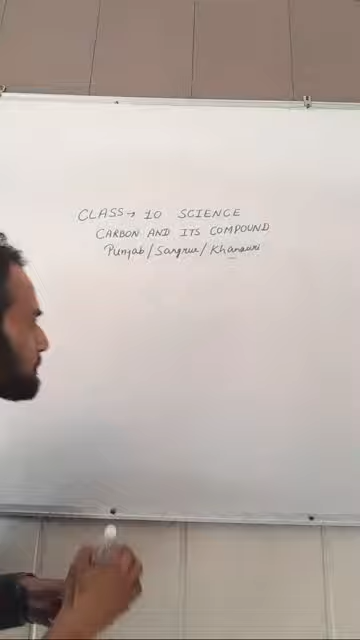 CLASS → 10 SCIENCE
CARBON AND ITS COMPOUND
Punjab / Sangrur / Khanauri